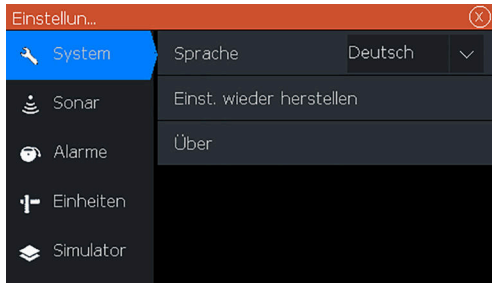 Einstellun...
System
Sprache Deutsch
Sonar
Einst. wieder herstellen
Alarme
Über
Einheiten
Simulator